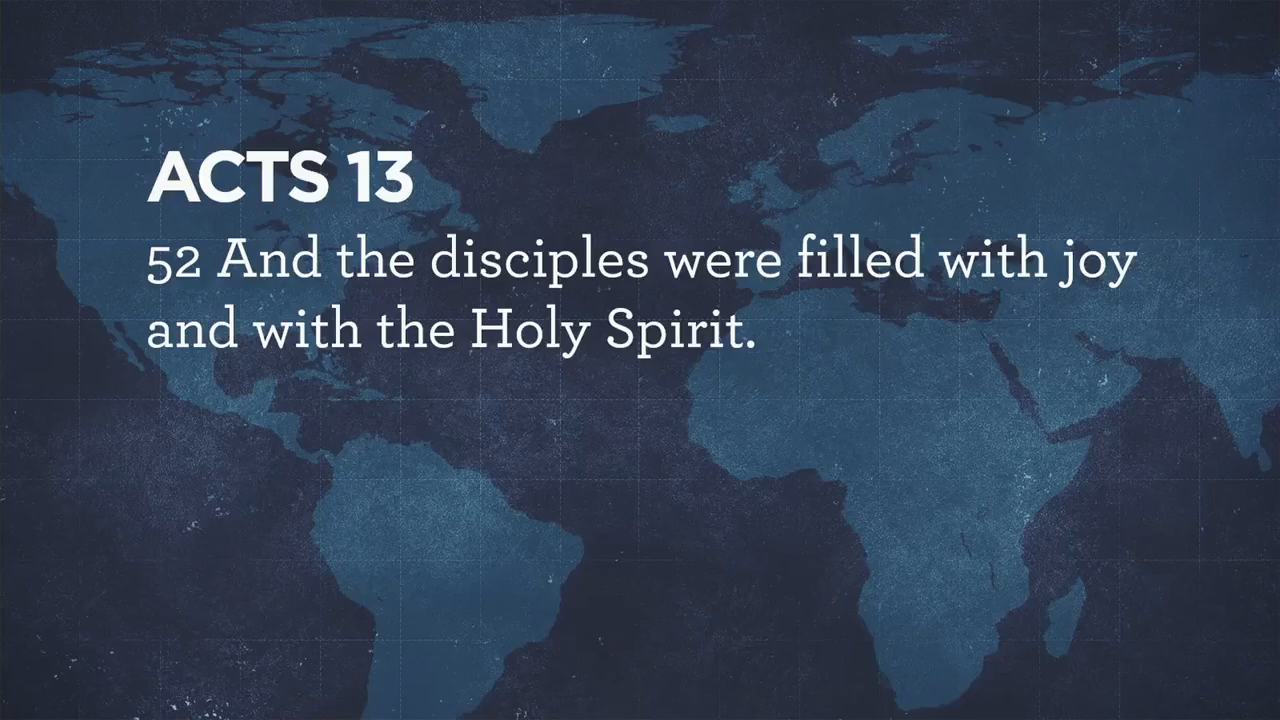 ACTS 13
52 And the disciples were filled with joy
and with the Holy Spirit.